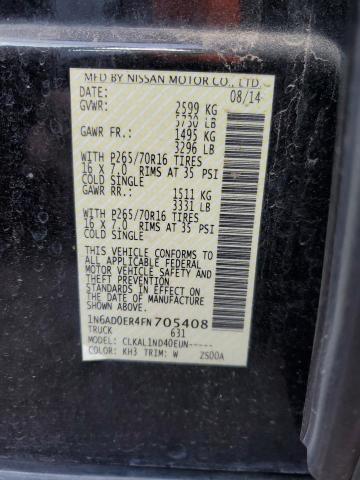 MFD BY NISSAN MOTOR CO., LTD.
DATE: 08/14
GVWR: 2599 KG
5730 LB
GAWR FR.: 1495 KG
3296 LB
WITH P265/70R16 TIRES
16 X 7.0 RIMS AT 35 PSI
COLD SINGLE
GAWR RR.: 1511 KG
3331 LB
WITH P265/70R16 TIRES
16 X 7.0 RIMS AT 35 PSI
COLD SINGLE
THIS VEHICLE CONFORMS TO
ALL APPLICABLE FEDERAL
MOTOR VEHICLE SAFETY AND
THEFT PREVENTION
STANDARDS IN EFFECT ON
THE DATE OF MANUFACTURE
SHOWN ABOVE.
1N6AD0ER4FN705408
TRUCK 631
MODEL: CLKAL1ND40EUN-----
COLOR: KH3 TRIM: W ZS00A